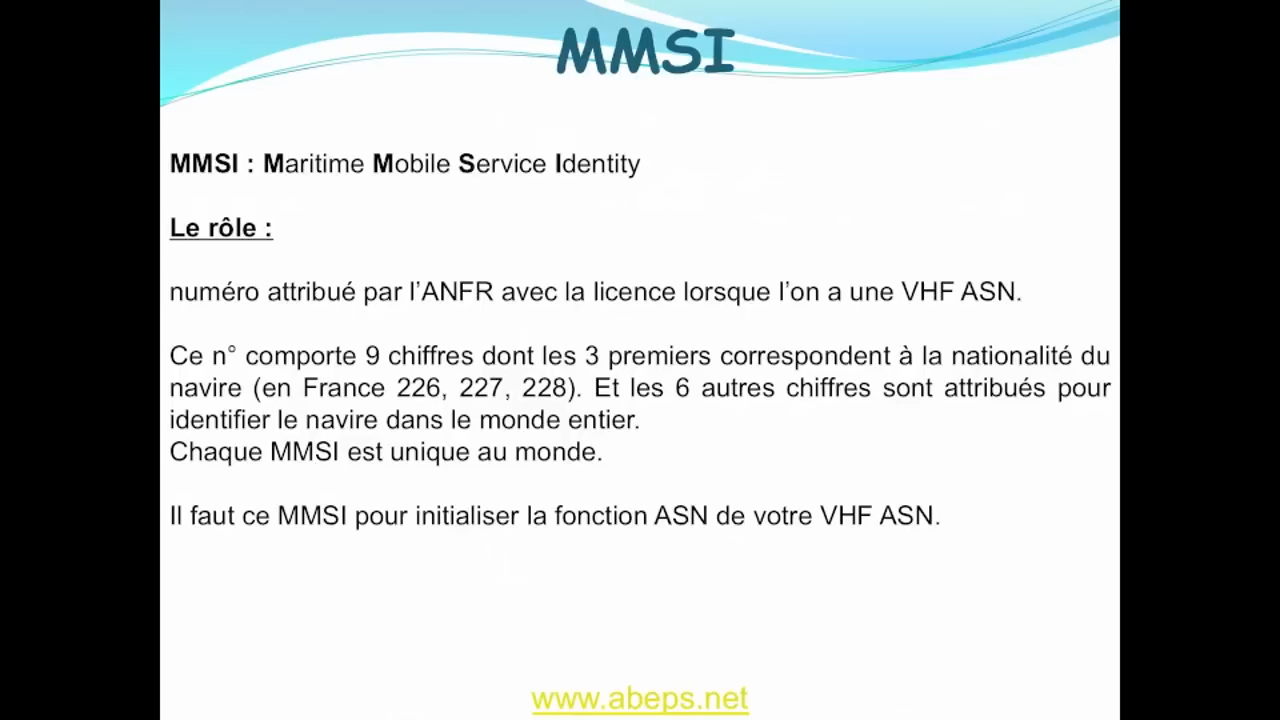 MMSI
MMSI : Maritime Mobile Service Identity
Le rôle :
numéro attribué par l’ANFR avec la licence lorsque l’on a une VHF ASN.
Ce n° comporte 9 chiffres dont les 3 premiers correspondent à la nationalité du
navire (en France 226, 227, 228). Et les 6 autres chiffres sont attribués pour
identifier le navire dans le monde entier.
Chaque MMSI est unique au monde.
Il faut ce MMSI pour initialiser la fonction ASN de votre VHF ASN.
www.abeps.net